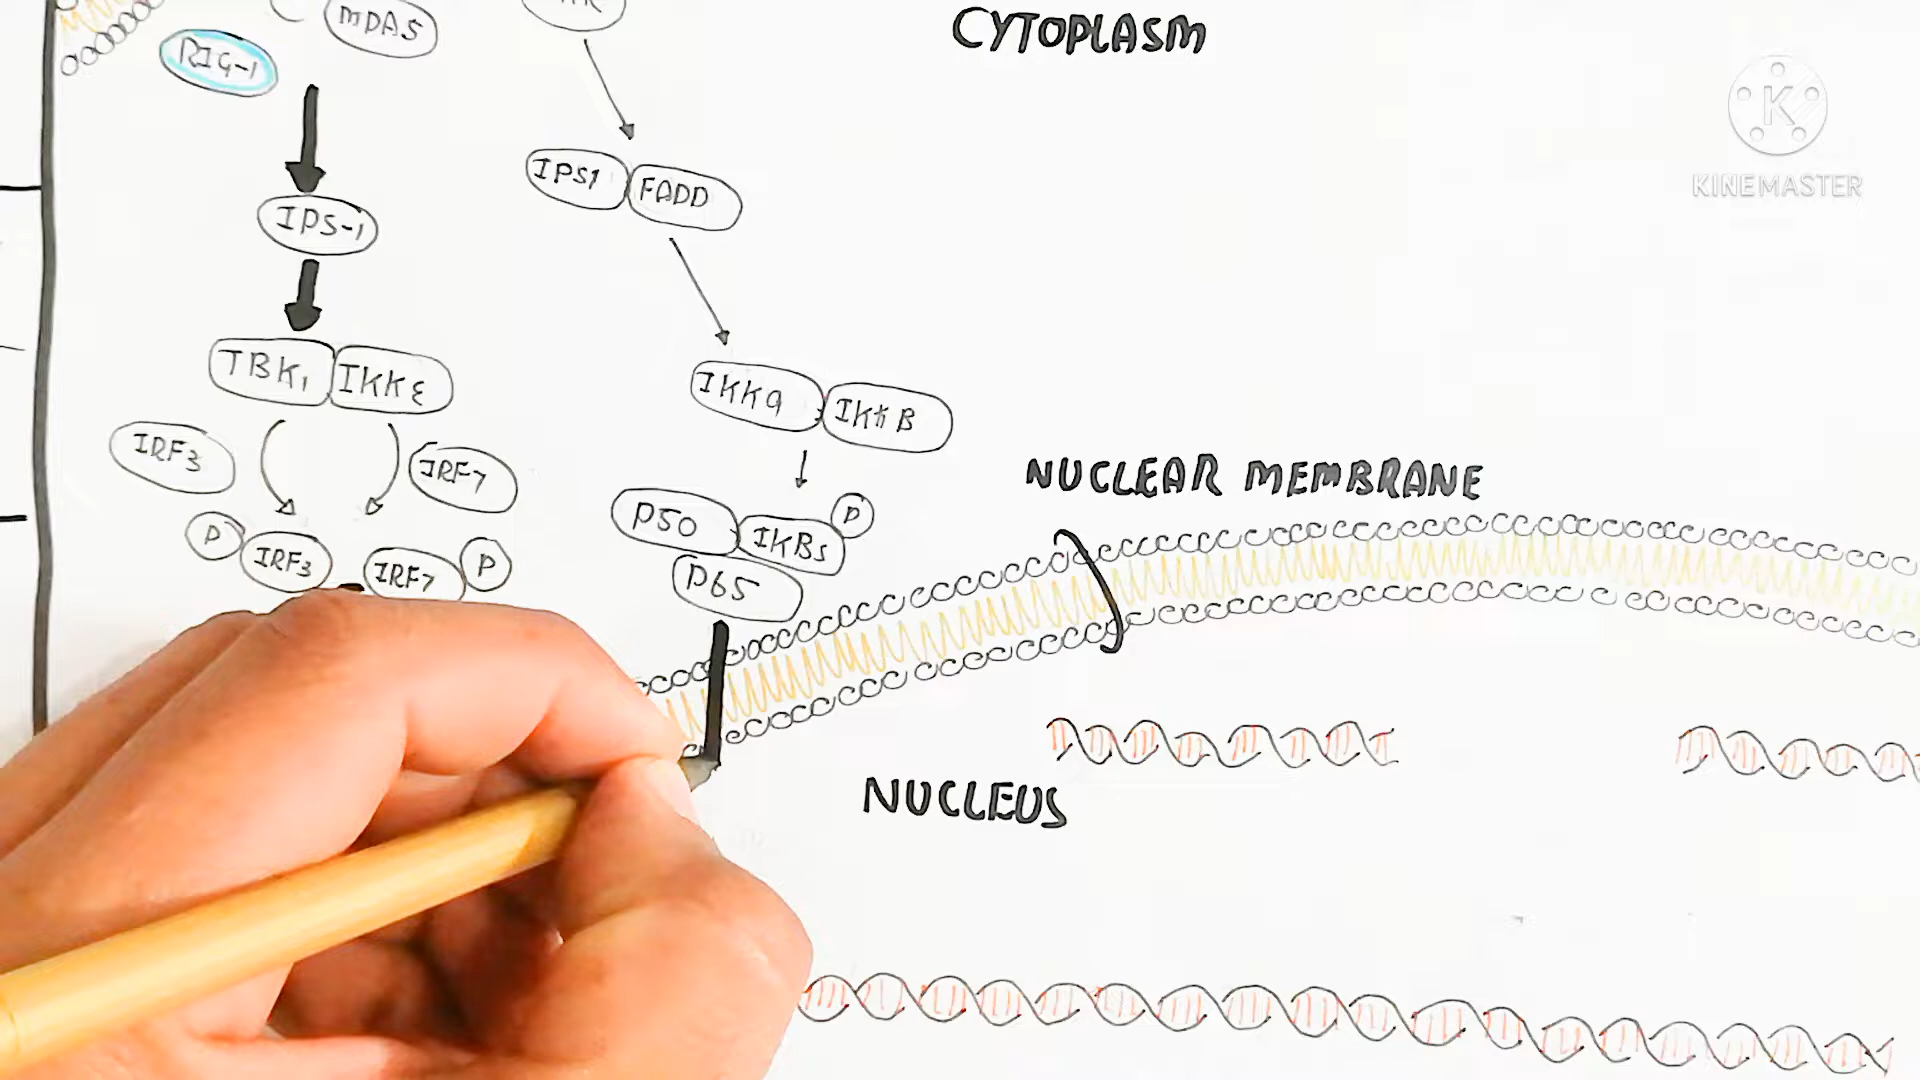 MDA5
CYTOPLASM
RIG-1
K
KINEMASTER
IPS1 FADD
IPS-1
TBK1 IKKε
IKKα IKKB
IRF3
IRF7
NUCLEAR MEMBRANE
P50 IKBs P
P IRF3 IRF7 P
P65
NUCLEUS